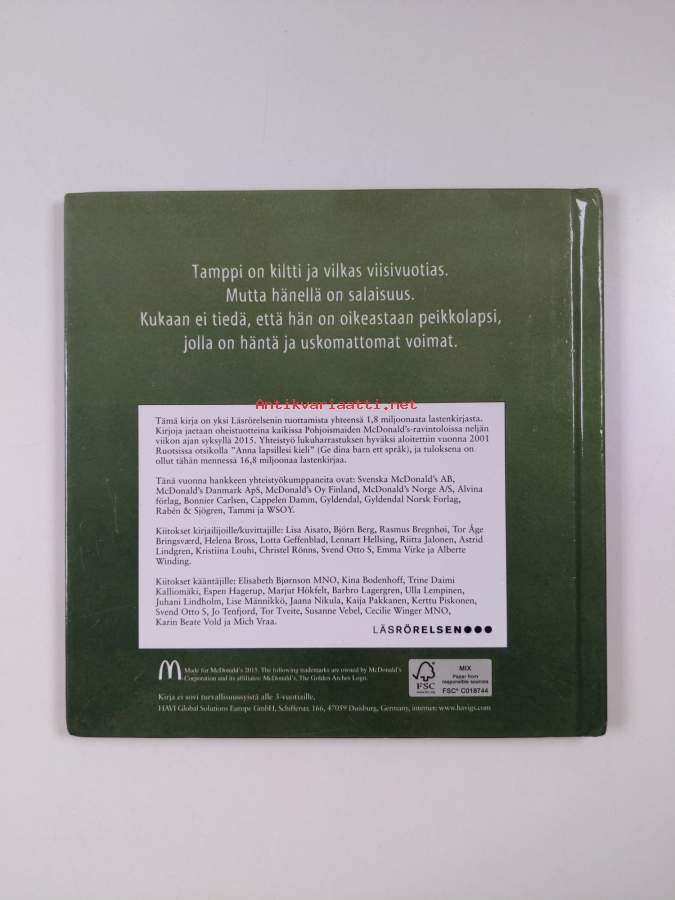 Tamppi on kiltti ja vilkas viisivuotias.
Mutta hänellä on salaisuus.
Kukaan ei tiedä, että hän on oikeastaan peikkolapsi,
jolla on häntä ja uskomattomat voimat.
Antikvariaatti.net
Tämä kirja on yksi Läsrörelsenin tuottamista yhteensä 1,8 miljoonasta lastenkirjasta.
Kirjoja jaetaan oheistuotteina kaikissa Pohjoismaiden McDonald's-ravintoloissa neljän
viikon ajan syksyllä 2015. Yhteistyö lukuharrastuksen hyväksi aloitettiin vuonna 2001
Ruotsissa otsikolla "Anna lapsillesi kieli" (Ge dina barn ett språk), ja tuloksena on
ollut tähän mennessä 16,8 miljoonaa lastenkirjaa.
Tänä vuonna hankkeen yhteistyökumppaneita ovat: Svenska McDonald's AB,
McDonald's Danmark ApS, McDonald's Oy Finland, McDonald's Norge A/S, Alvina
förlag, Bonnier Carlsen, Cappelen Damm, Gyldendal, Gyldendal Norsk Forlag,
Rabén & Sjögren, Tammi ja WSOY.
Kiitokset kirjailijoille/kuvittajille: Lisa Aisato, Björn Berg, Rasmus Bregnhøi, Tor Åge
Bringsværd, Helena Bross, Lotta Geffenblad, Lennart Hellsing, Riitta Jalonen, Astrid
Lindgren, Kristiina Louhi, Christel Rönns, Svend Otto S, Emma Virke ja Alberte
Winding.
Kiitokset kääntäjille: Elisabeth Bjørnson MNO, Kina Bodenhoff, Trine Daimi
Kalliomäki, Espen Hagerup, Marjut Hökfelt, Barbro Lagergren, Ulla Lempinen,
Juhani Lindholm, Lise Männikkö, Jaana Nikula, Kaija Pakkanen, Kerttu Piskonen,
Svend Otto S, Jo Tenfjord, Tor Tveite, Susanne Vebel, Cecilie Winger MNO,
Karin Beate Vold ja Mich Vraa.
LÄSRÖRELSEN
Made for McDonald's 2015. The following trademarks are owned by McDonald's
Corporation and its affiliates: McDonald's, The Golden Arches Logo.
Kirja ei sovi turvallisuussyistä alle 3-vuotiaille.
HAVI Global Solutions Europe GmbH, Schifferstr. 166, 47059 Duisburg, Germany, internet: www.havigs.com
FSC
www.fsc.org
MIX
Paper from
responsible sources
FSC® C018744